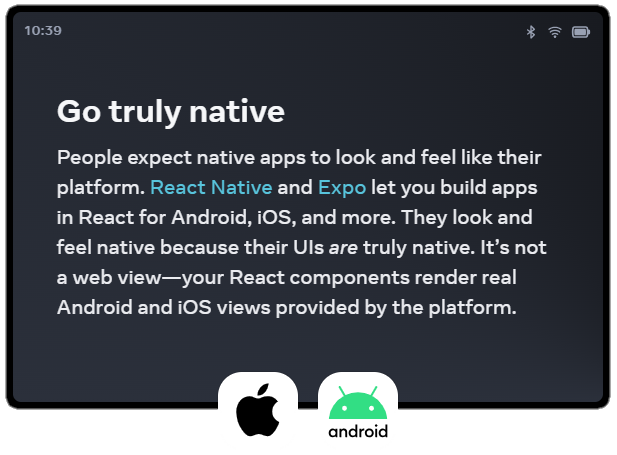 10:39
Go truly native
People expect native apps to look and feel like their
platform. React Native and Expo let you build apps
in React for Android, iOS, and more. They look and
feel native because their UIs are truly native. It’s not
a web view—your React components render real
Android and iOS views provided by the platform.
android